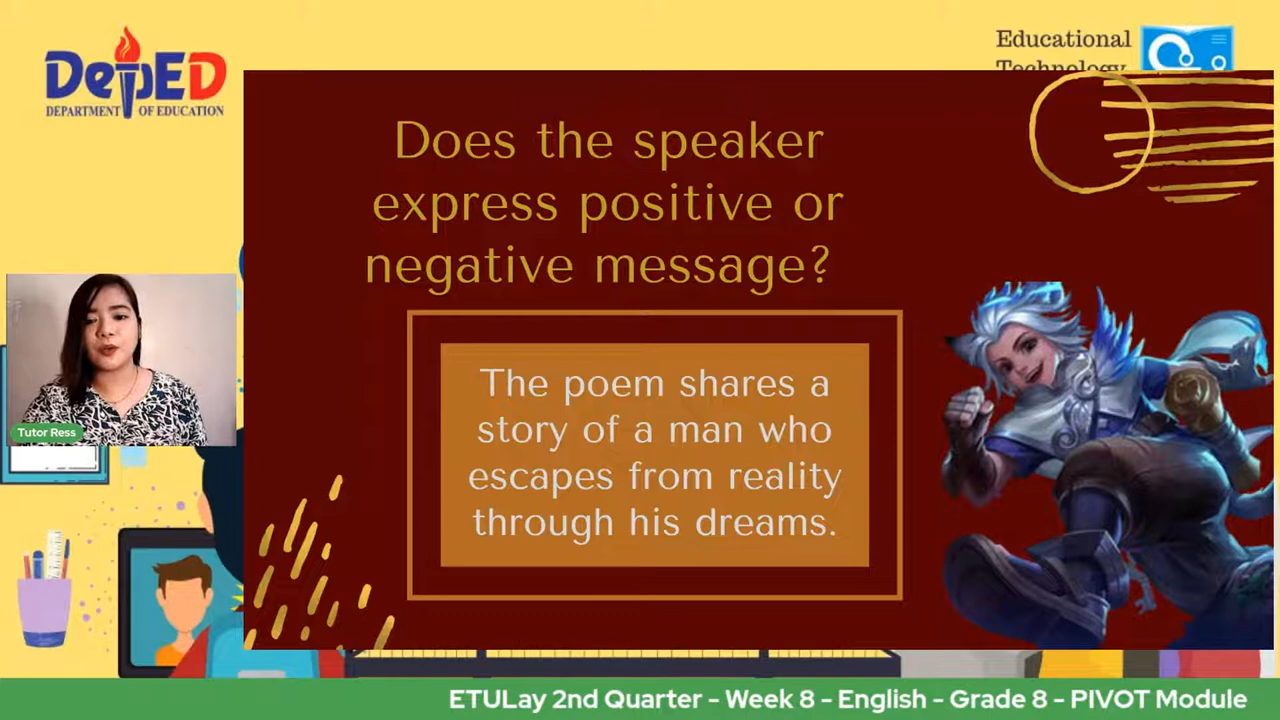 DepED
DEPARTMENT OF EDUCATION
Educational
Technology
Does the speaker
express positive or
negative message?
The poem shares a
story of a man who
escapes from reality
through his dreams.
Tutor Ress
ETULay 2nd Quarter - Week 8 - English - Grade 8 - PIVOT Module